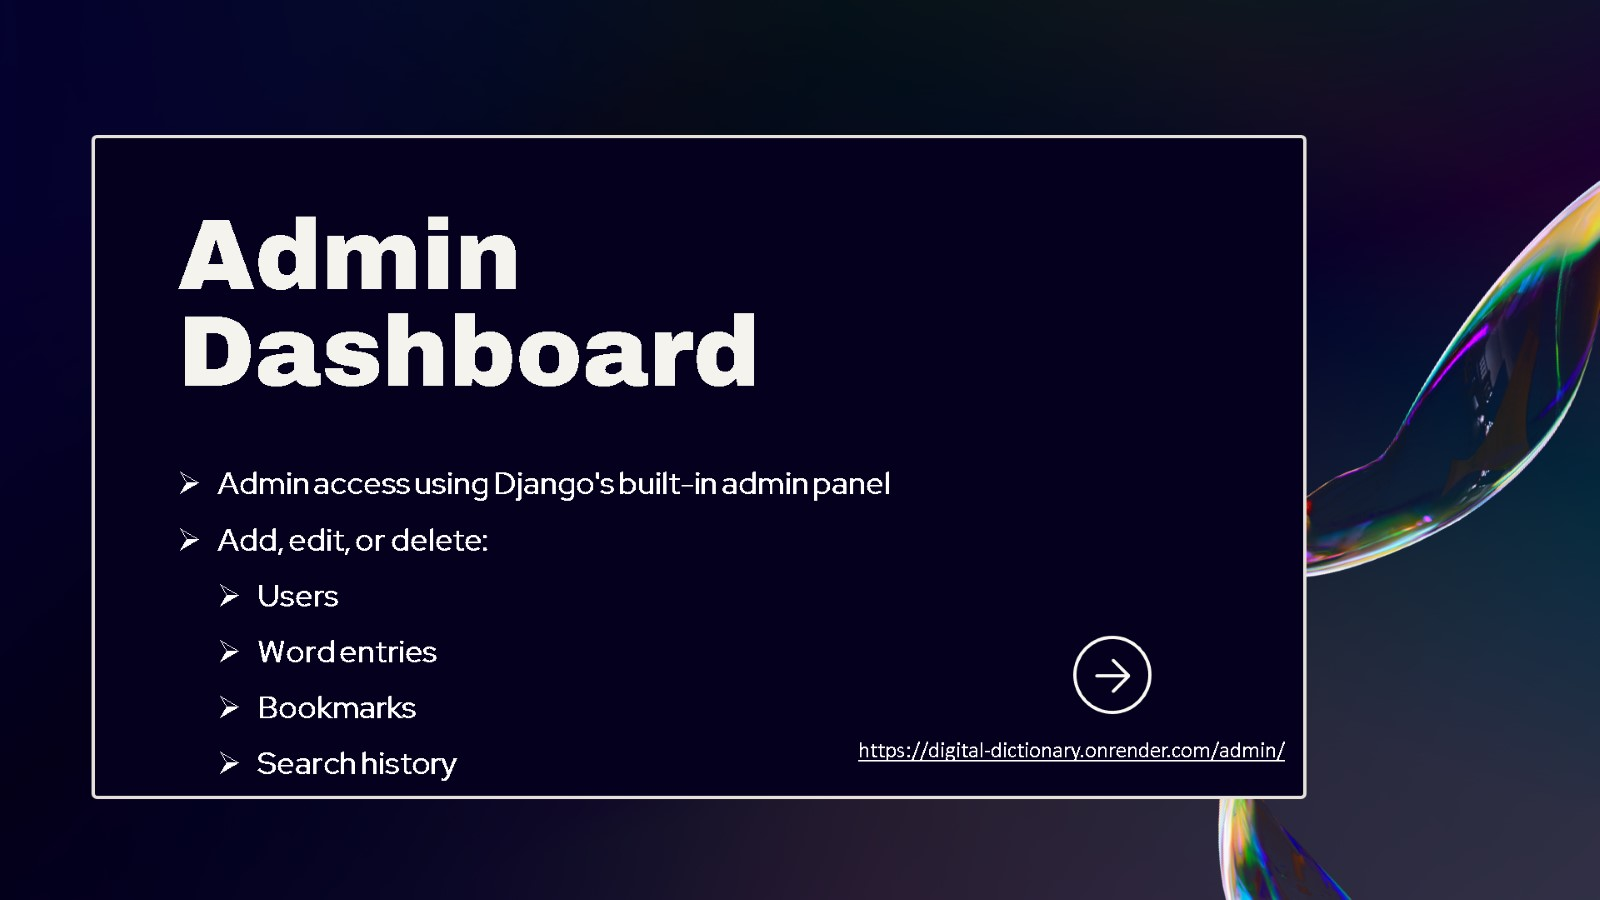 Admin
Dashboard
Admin access using Django's built-in admin panel
Add, edit, or delete:
Users
Word entries
Bookmarks
Search history
https://digital-dictionary.onrender.com/admin/